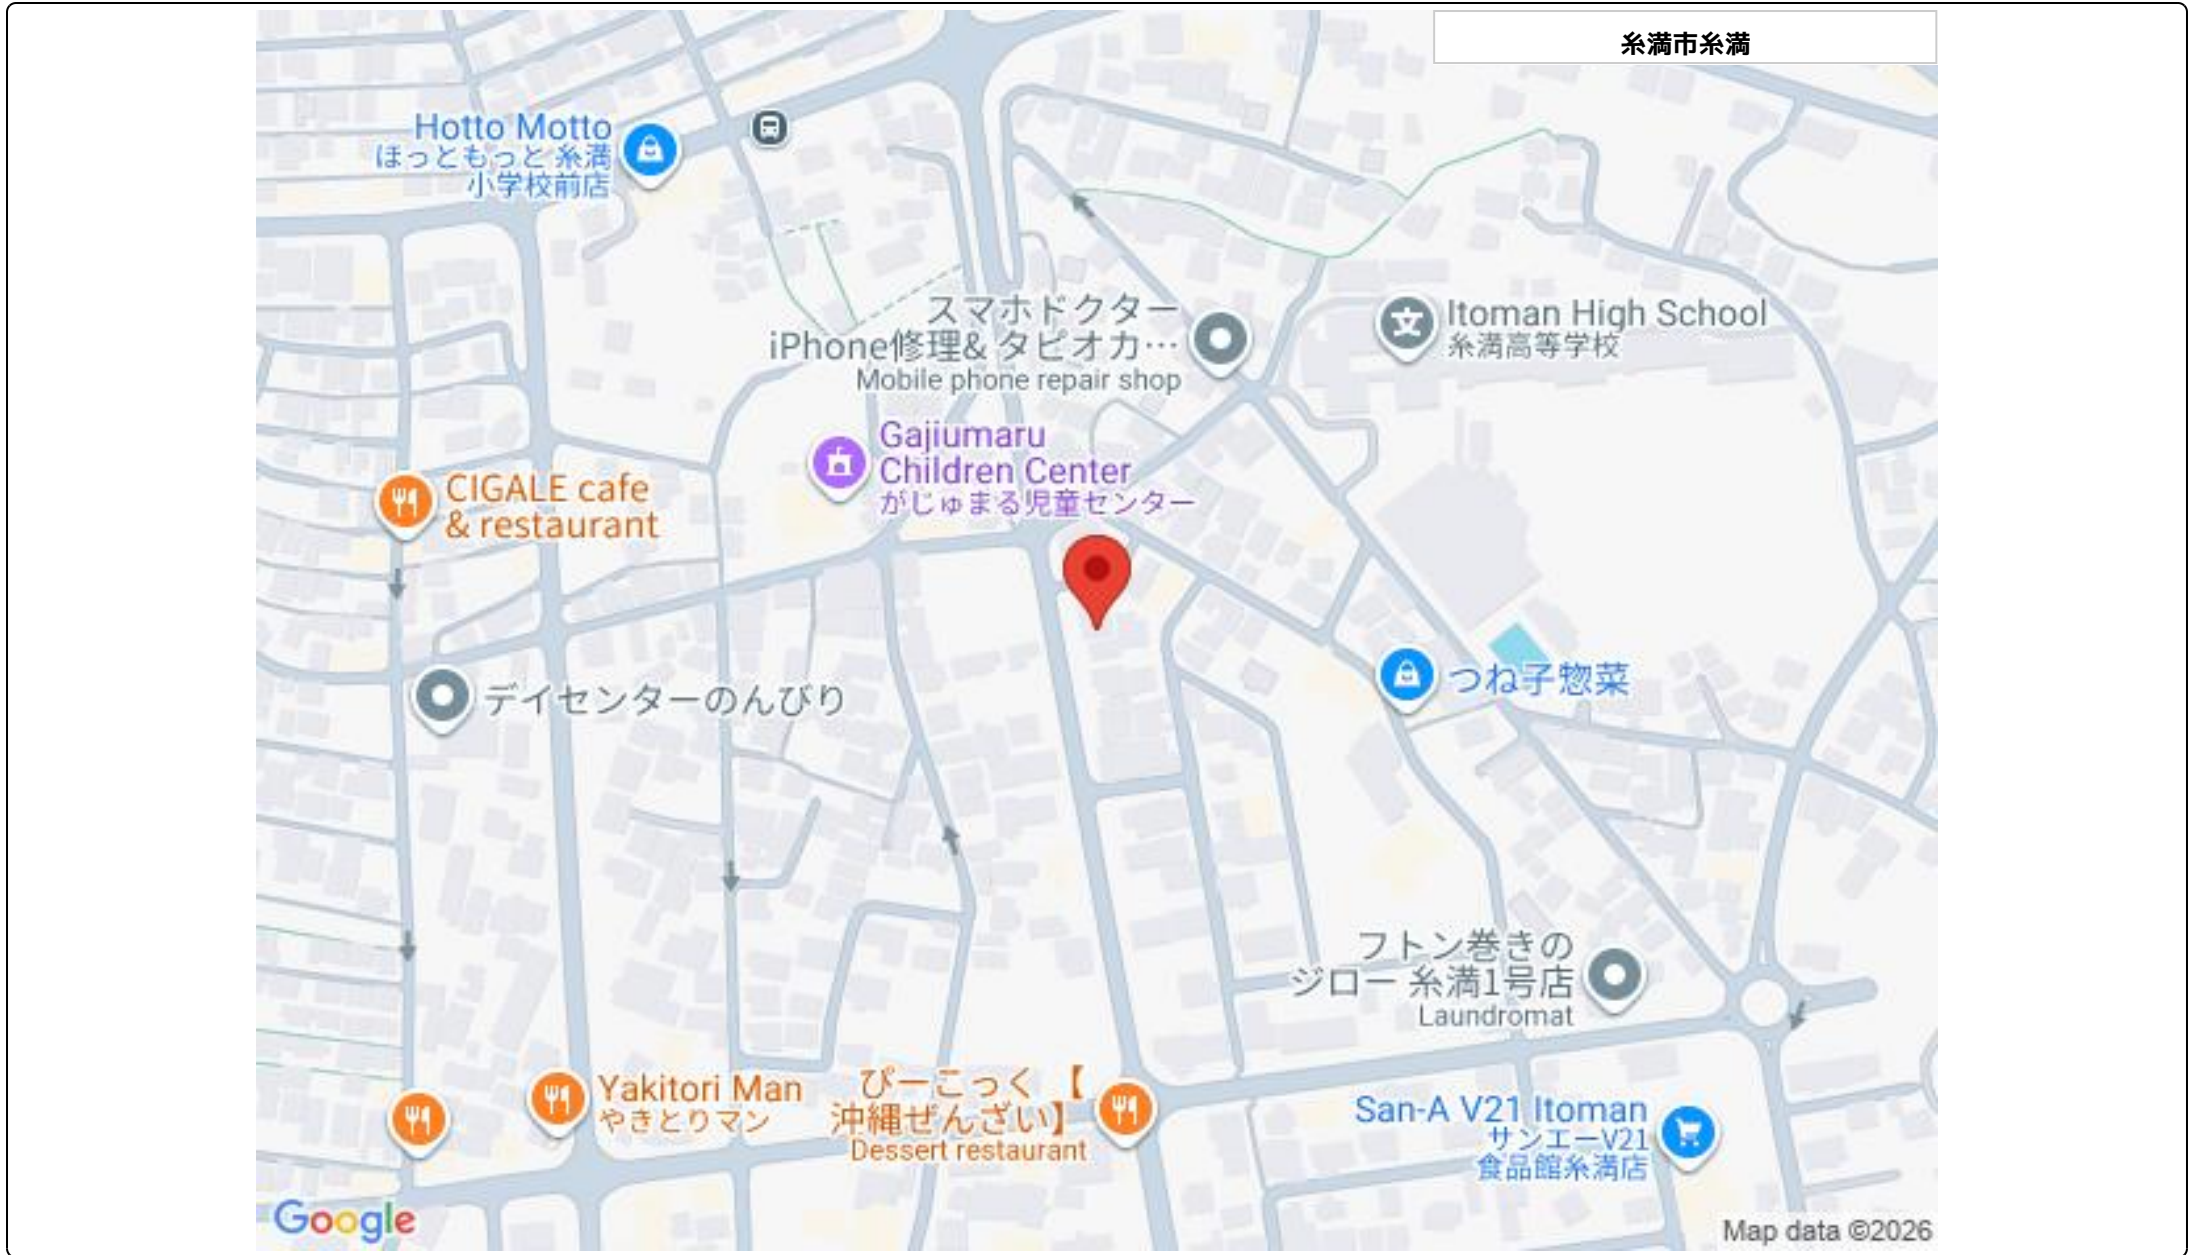 糸満市糸満
Hotto Motto
ほっともっと 糸満
小学校前店
スマホドクター
iPhone修理& タピオカ…
Mobile phone repair shop
Itoman High School
糸満高等学校
Gajiumaru
Children Center
がじゅまる児童センター
CIGALE cafe
& restaurant
つね子惣菜
デイセンターのんびり
フトン巻きの
ジロー 糸満1号店
Laundromat
Yakitori Man
やきとりマン
ぴーこっく 【
沖縄ぜんざい】
Dessert restaurant
San-A V21 Itoman
サンエーV21
食品館糸満店
Google
Map data ©2026